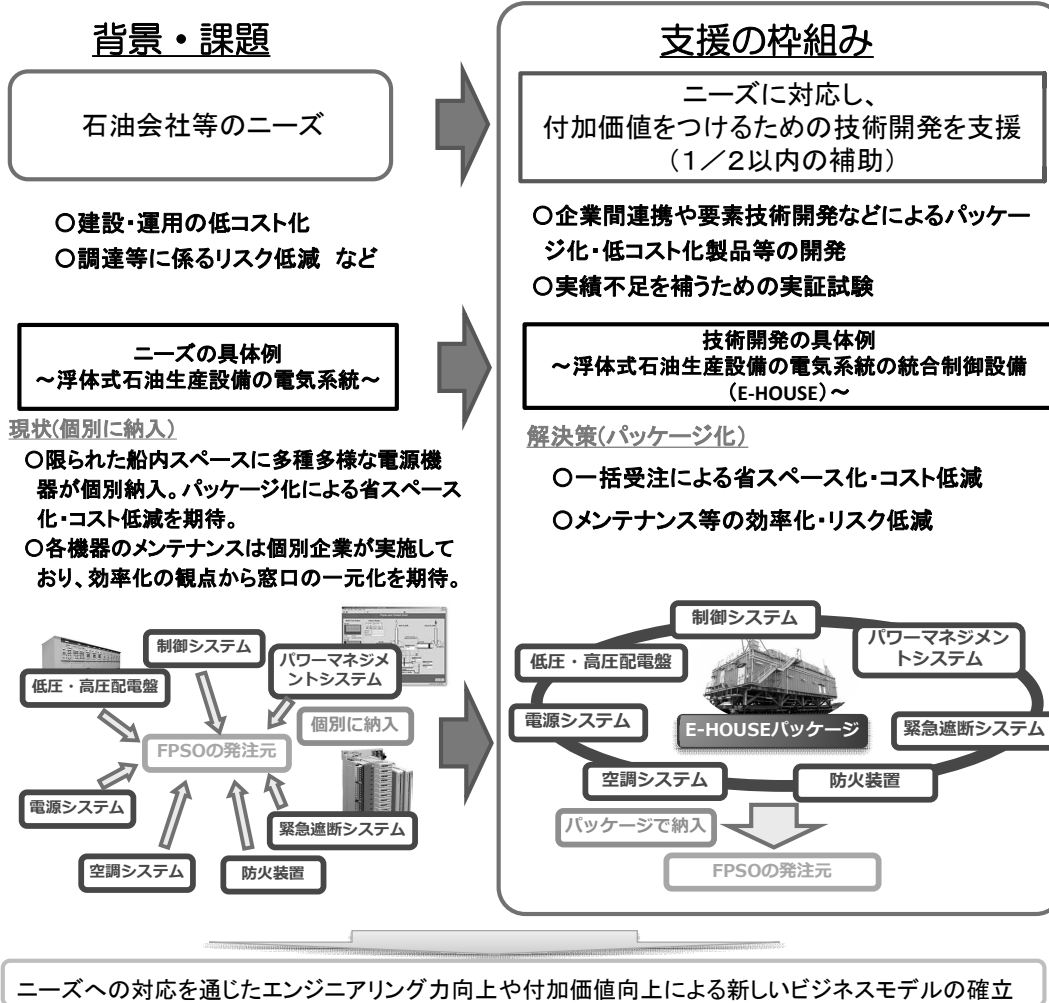 背景・課題
石油会社等のニーズ
○建設・運用の低コスト化
○調達等に係るリスク低減 など
ニーズの具体例
～浮体式石油生産設備の電気系統～
現状(個別に納入)
○限られた船内スペースに多種多様な電源機
器が個別納入。パッケージ化による省スペース
化・コスト低減を期待。
○各機器のメンテナンスは個別企業が実施して
おり、効率化の観点から窓口の一元化を期待。
制御システム
低圧・高圧配電盤
パワーマネジメ
ントシステム
個別に納入
FPSOの発注元
電源システム
緊急遮断システム
空調システム
防火装置
支援の枠組み
ニーズに対応し、
付加価値をつけるための技術開発を支援
（１／２以内の補助）
○企業間連携や要素技術開発などによるパッケー
ジ化・低コスト化製品等の開発
○実績不足を補うための実証試験
技術開発の具体例
～浮体式石油生産設備の電気系統の統合制御設備
（E-HOUSE）～
解決策(パッケージ化)
○一括受注による省スペース化・コスト低減
○メンテナンス等の効率化・リスク低減
制御システム
低圧・高圧配電盤
パワーマネジメン
トシステム
電源システム
E-HOUSEパッケージ
緊急遮断システム
空調システム
防火装置
パッケージで納入
FPSOの発注元
ニーズへの対応を通じたエンジニアリング力向上や付加価値向上による新しいビジネスモデルの確立